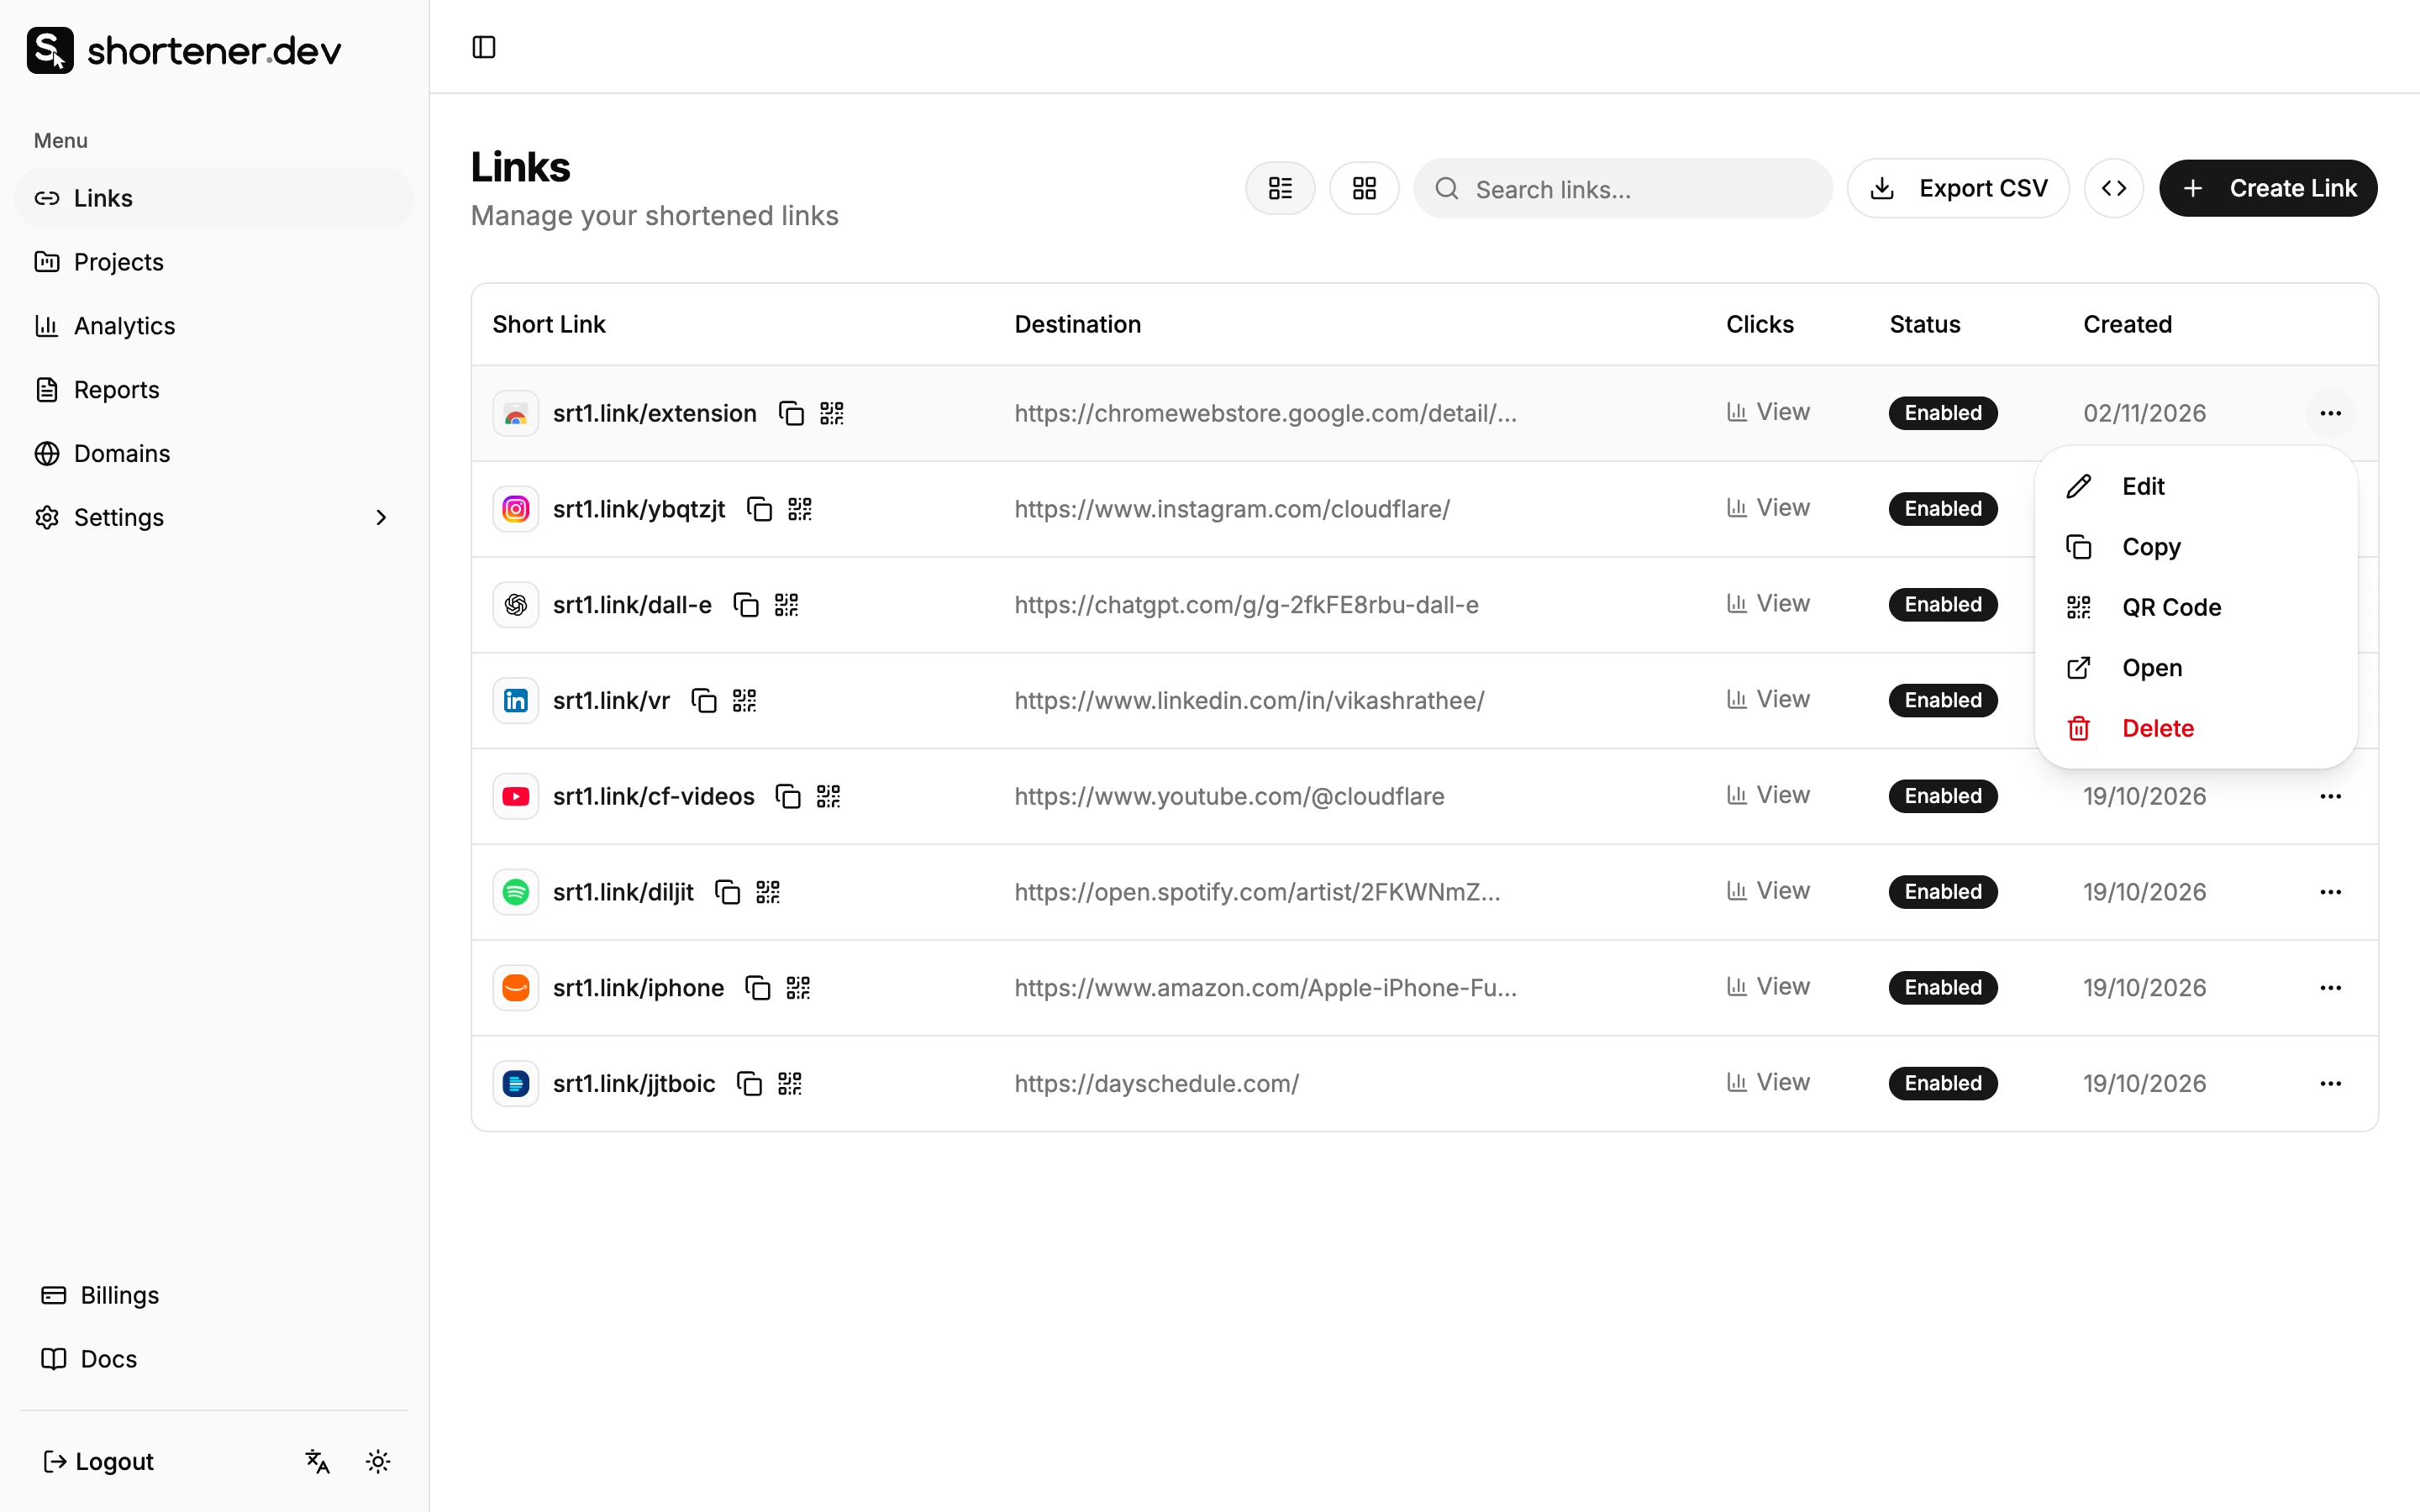 shortener.dev
Menu
Links
Projects
Analytics
Reports
Domains
Settings
Billings
Docs
Logout
Links
Manage your shortened links
Search links...
Export CSV
Create Link
Short Link Destination Clicks Status Created
srt1.link/extension https://chromewebstore.google.com/detail/... View Enabled 02/11/2026
srt1.link/ybqtzjt https://www.instagram.com/cloudflare/ View Enabled
srt1.link/dall-e https://chatgpt.com/g/g-2fkFE8rbu-dall-e View Enabled
srt1.link/vr https://www.linkedin.com/in/vikashrathee/ View Enabled
srt1.link/cf-videos https://www.youtube.com/@cloudflare View Enabled 19/10/2026
srt1.link/diljit https://open.spotify.com/artist/2FKWNmZ... View Enabled 19/10/2026
srt1.link/iphone https://www.amazon.com/Apple-iPhone-Fu... View Enabled 19/10/2026
srt1.link/jjtboic https://dayschedule.com/ View Enabled 19/10/2026
Edit
Copy
QR Code
Open
Delete